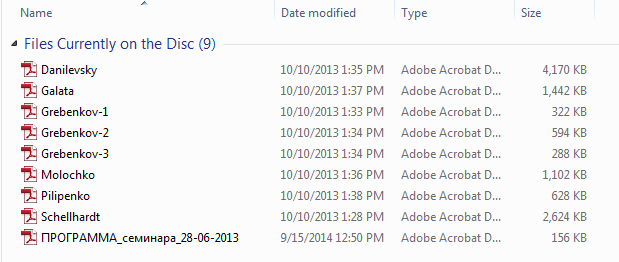 Name Date modified Type Size
Files Currently on the Disc (9)
Danilevsky 10/10/2013 1:35 PM Adobe Acrobat D... 4,170 KB
Galata 10/10/2013 1:37 PM Adobe Acrobat D... 1,442 KB
Grebenkov-1 10/10/2013 1:33 PM Adobe Acrobat D... 322 KB
Grebenkov-2 10/10/2013 1:34 PM Adobe Acrobat D... 594 KB
Grebenkov-3 10/10/2013 1:34 PM Adobe Acrobat D... 288 KB
Molochko 10/10/2013 1:36 PM Adobe Acrobat D... 1,102 KB
Pilipenko 10/10/2013 1:38 PM Adobe Acrobat D... 628 KB
Schellhardt 10/10/2013 1:28 PM Adobe Acrobat D... 2,624 KB
ПРОГРАММА_семинара_28-06-2013 9/15/2014 12:50 PM Adobe Acrobat D... 156 KB